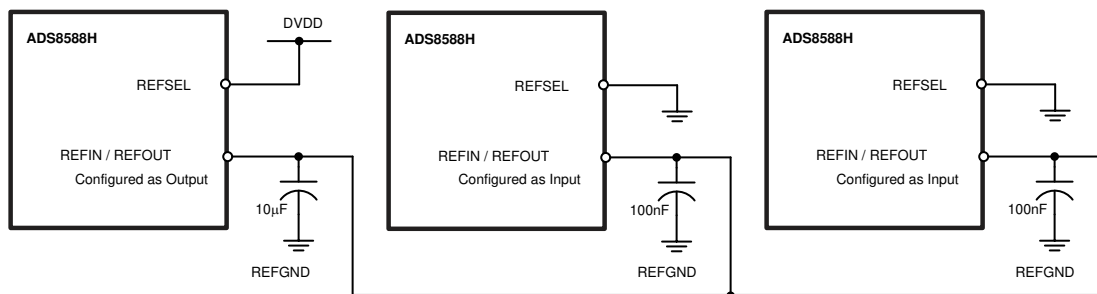 ADS8588H
DVDD
REFSEL
REFIN / REFOUT
Configured as Output
10μF
REFGND
ADS8588H
REFSEL
REFIN / REFOUT
Configured as Input
100nF
REFGND
ADS8588H
REFSEL
REFIN / REFOUT
Configured as Input
100nF
REFGND